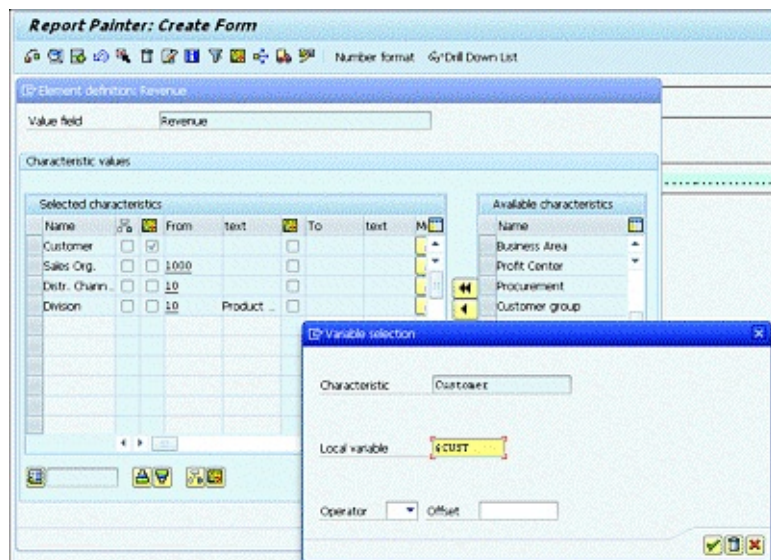 Report Painter: Create Form
Number format Drill Down List
Element definition: Revenue
Value field Revenue
Characteristic values
Selected characteristics
Name From text To text M
Customer
Sales Org. 1000
Distr. Chann.. 10
Division 10 Product ...
Available characteristics
Name
Business Area
Profit Center
Procurement
Customer group
Variable selection
Characteristic Customer
Local variable &CUST
Operator Offset